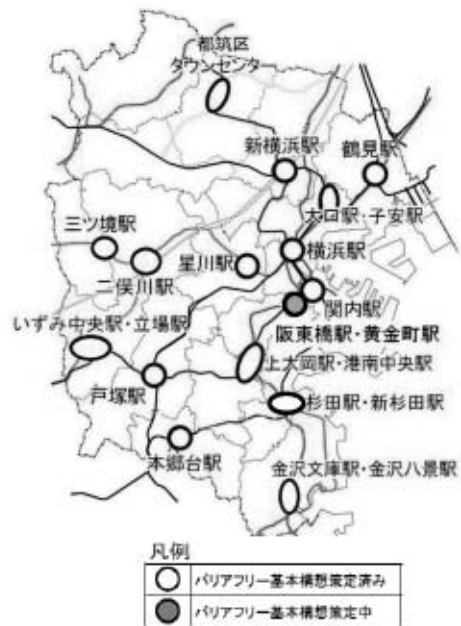 都筑区
タウンセンター
新横浜駅
鶴見駅
大口駅・子安駅
三ツ境駅
横浜駅
星川駅
二俣川駅
関内駅
いずみ中央駅・立場駅
阪東橋駅・黄金町駅
上大岡駅・港南中央駅
戸塚駅
杉田駅・新杉田駅
本郷台駅
金沢文庫駅・金沢八景駅
凡例
バリアフリー基本構想策定済み
バリアフリー基本構想策定中